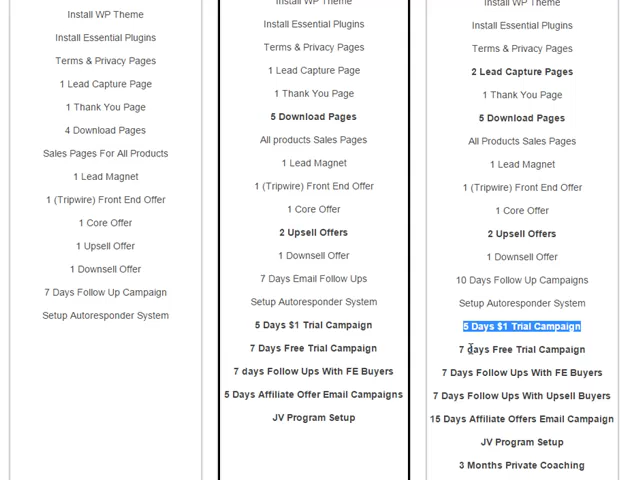 Install WP Theme
Install Essential Plugins
Terms & Privacy Pages
1 Lead Capture Page
1 Thank You Page
4 Download Pages
Sales Pages For All Products
1 Lead Magnet
1 (Tripwire) Front End Offer
1 Core Offer
1 Upsell Offer
1 Downsell Offer
7 Days Follow Up Campaign
Setup Autoresponder System
Install WP Theme
Install Essential Plugins
Terms & Privacy Pages
1 Lead Capture Page
1 Thank You Page
5 Download Pages
All products Sales Pages
1 Lead Magnet
1 (Tripwire) Front End Offer
1 Core Offer
2 Upsell Offers
1 Downsell Offer
7 Days Email Follow Ups
Setup Autoresponder System
5 Days $1 Trial Campaign
7 Days Free Trial Campaign
7 days Follow Ups With FE Buyers
5 Days Affiliate Offer Email Campaigns
JV Program Setup
Install WP Theme
Install Essential Plugins
Terms & Privacy Pages
2 Lead Capture Pages
1 Thank You Page
5 Download Pages
All Products Sales Pages
1 Lead Magnet
1 (Tripwire) Front End Offer
1 Core Offer
2 Upsell Offers
1 Downsell Offer
10 Days Follow Up Campaigns
Setup Autoresponder System
5 Days $1 Trial Campaign
7 days Free Trial Campaign
7 Days Follow Ups With FE Buyers
7 Days Follow Ups With Upsell Buyers
15 Days Affiliate Offers Email Campaign
JV Program Setup
3 Months Private Coaching